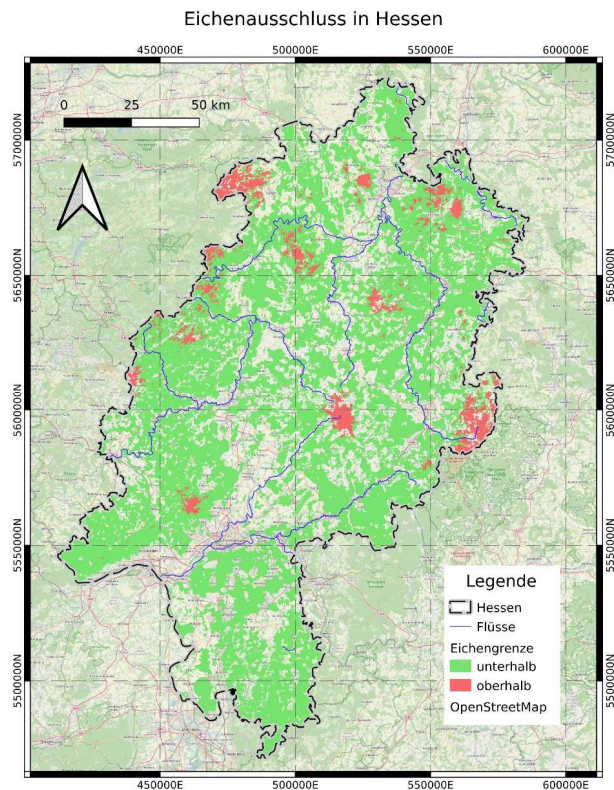 Eichenausschluss in Hessen
450000E 500000E 550000E 600000E
0 25 50 km
5700000N 5700000N
5650000N 5650000N
5600000N 5600000N
5550000N 5550000N
5500000N 5500000N
Legende
Hessen
Flüsse
Eichengrenze
unterhalb
oberhalb
OpenStreetMap
450000E 500000E 550000E 600000E